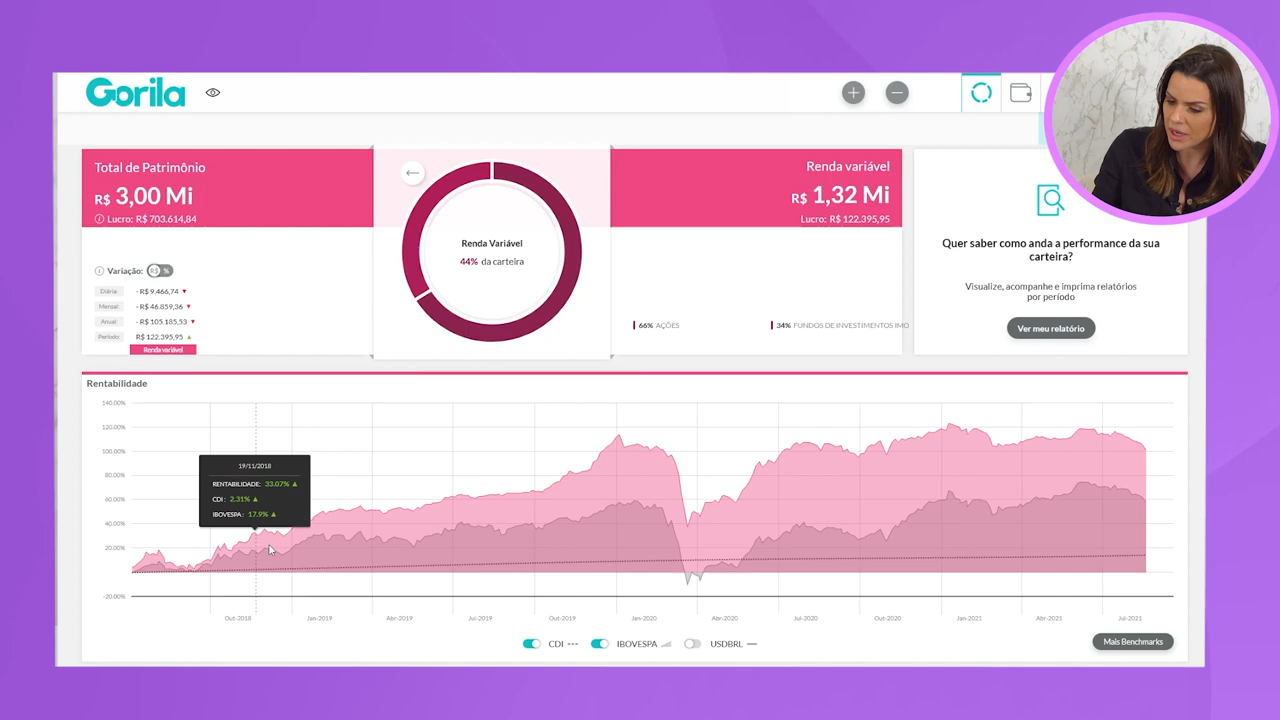 Gorila
Total de Patrimônio
R$ 3,00 Mi
Lucro: R$ 703.614,84
Renda variável
R$ 1,32 Mi
Lucro: R$ 122.395,95
Variação: R$ %
Diária: - R$ 9.466,74
Mensal: - R$ 46.859,36
Anual: - R$ 105.185,53
Período: R$ 122.395,95
Renda variável
Renda Variável
44% da carteira
66% AÇÕES
34% FUNDOS DE INVESTIMENTOS IMO
Quer saber como anda a performance da sua
carteira?
Visualize, acompanhe e imprima relatórios
por período
Ver meu relatório
Rentabilidade
140.00%
120.00%
100.00%
80.00%
60.00%
40.00%
20.00%
-20.00%
19/11/2018
RENTABILIDADE: 33.07%
CDI : 2.31%
IBOVESPA : 17.9%
Out-2018 Jan-2019 Abr-2019 Jul-2019 Out-2019 Jan-2020 Abr-2020 Jul-2020 Out-2020 Jan-2021 Abr-2021 Jul-2021
CDI IBOVESPA USDBRL
Mais Benchmarks